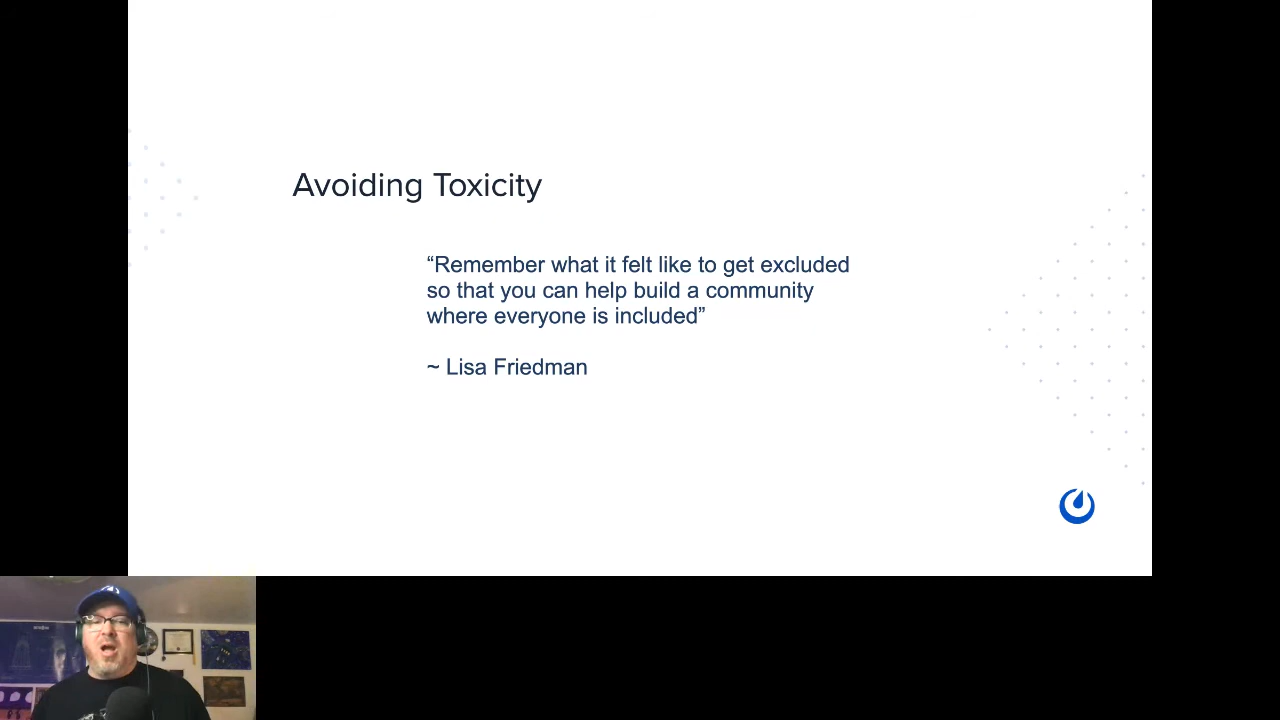 Avoiding Toxicity
“Remember what it felt like to get excluded
so that you can help build a community
where everyone is included”
~ Lisa Friedman